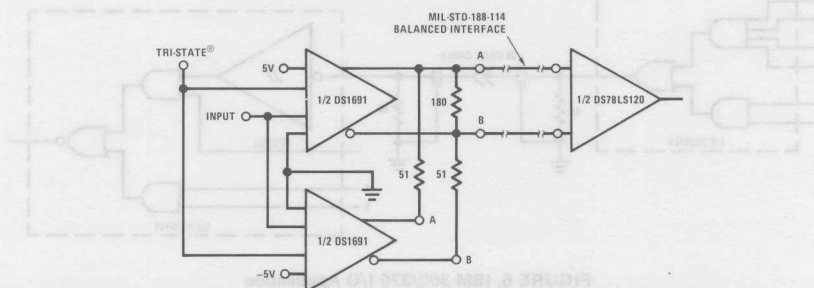 MIL-STD-188-114
BALANCED INTERFACE
TRI-STATE®
5V
A
1/2 DS1691
180
1/2 DS78LS120
INPUT
B
51
51
1/2 DS1691
A
B
-5V
FIGURE 6. IBM 360/370 I/O Application